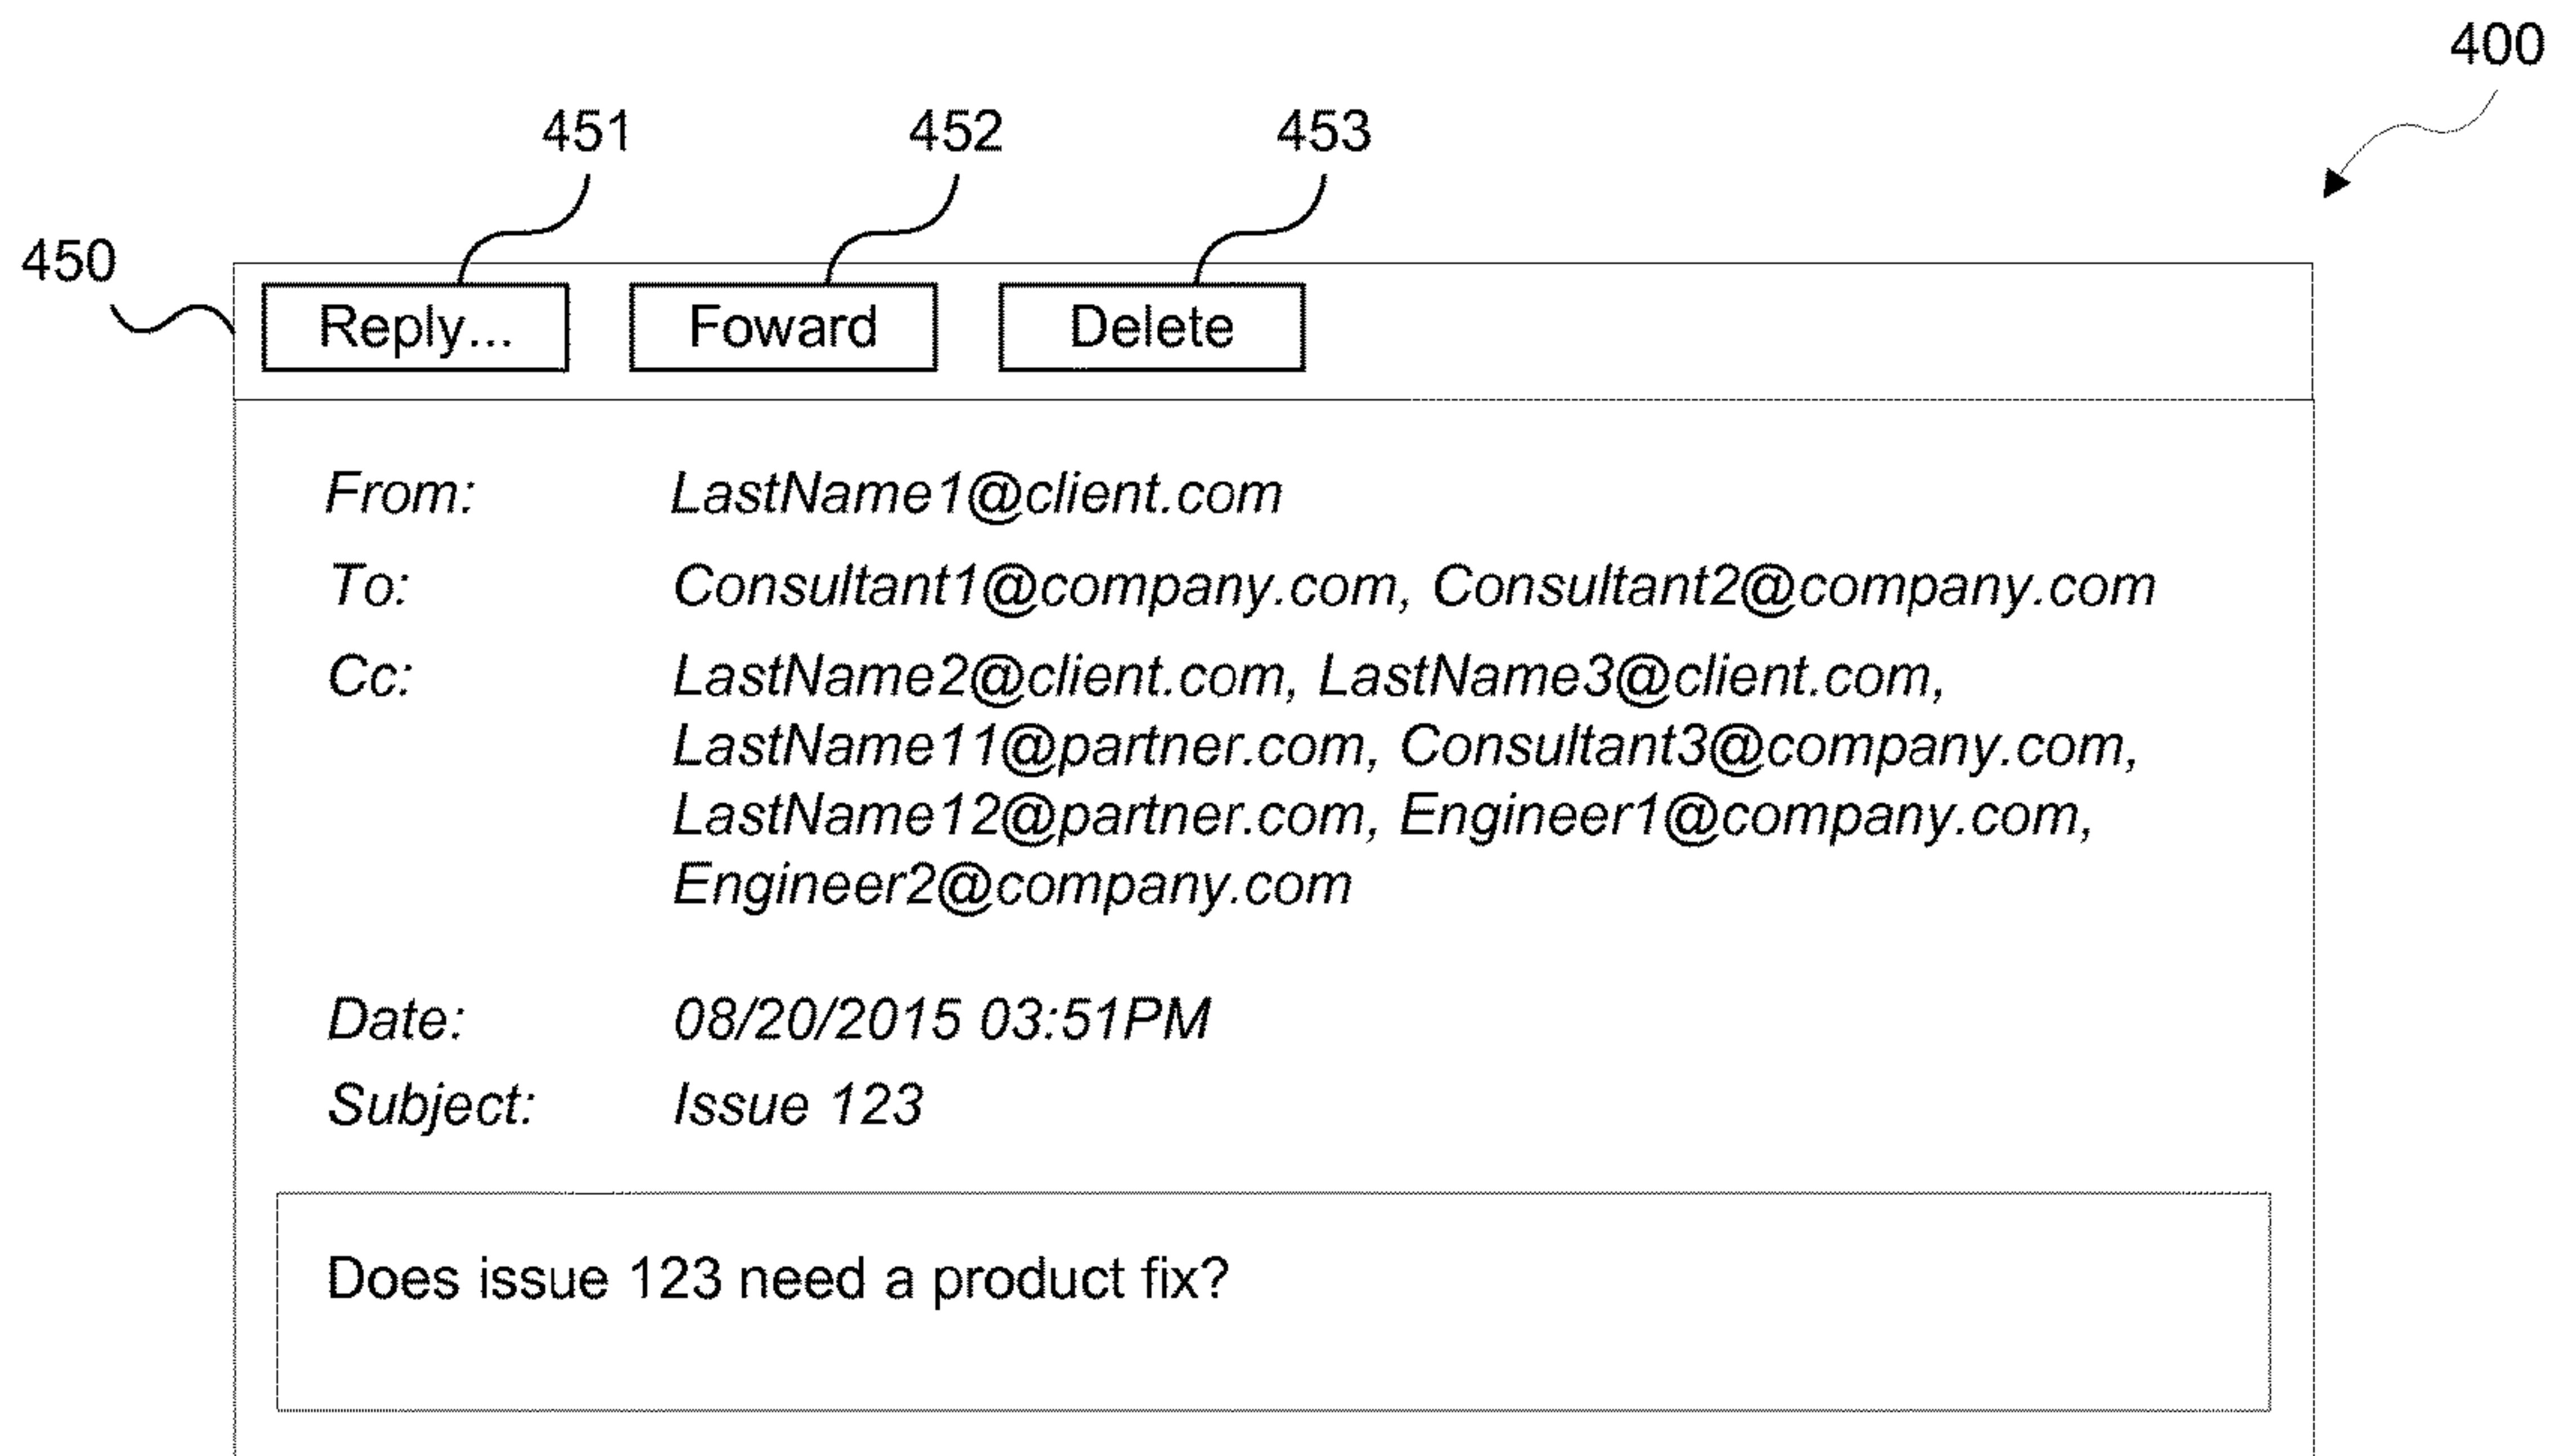 400
451 452 453
450
Reply... Foward Delete
From: LastName1@client.com
To: Consultant1@company.com, Consultant2@company.com
Cc: LastName2@client.com, LastName3@client.com,
LastName11@partner.com, Consultant3@company.com,
LastName12@partner.com, Engineer1@company.com,
Engineer2@company.com
Date: 08/20/2015 03:51PM
Subject: Issue 123
Does issue 123 need a product fix?